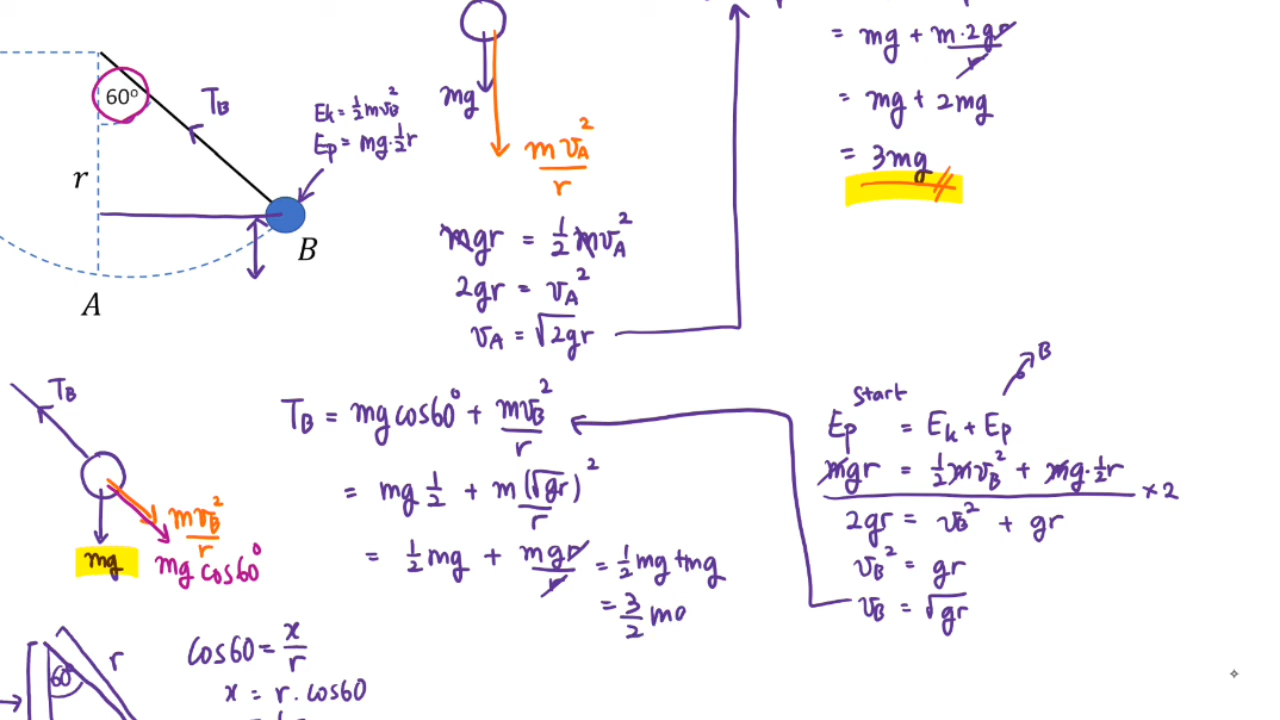 60°
T_B
E_k = ½mv_B²
E_p = mg·½r
r
B
A
mg
mv_A²/r
mgr = ½mv_A²
2gr = v_A²
v_A = √2gr
= mg + m·2gr/r
= mg + 2mg
= 3mg
T_B
mv_B²/r
mg
mg cos60°
T_B = mg cos60° + mv_B²/r
= mg ½ + m(√gr)²/r
= ½mg + mgr/r = ½mg + mg
= 3/2 mg
B
Start
E_p = E_k + E_p
mgr = ½mv_B² + mg·½r
×2
2gr = v_B² + gr
v_B² = gr
v_B = √gr
60°
r
cos60 = x/r
x = r. cos60